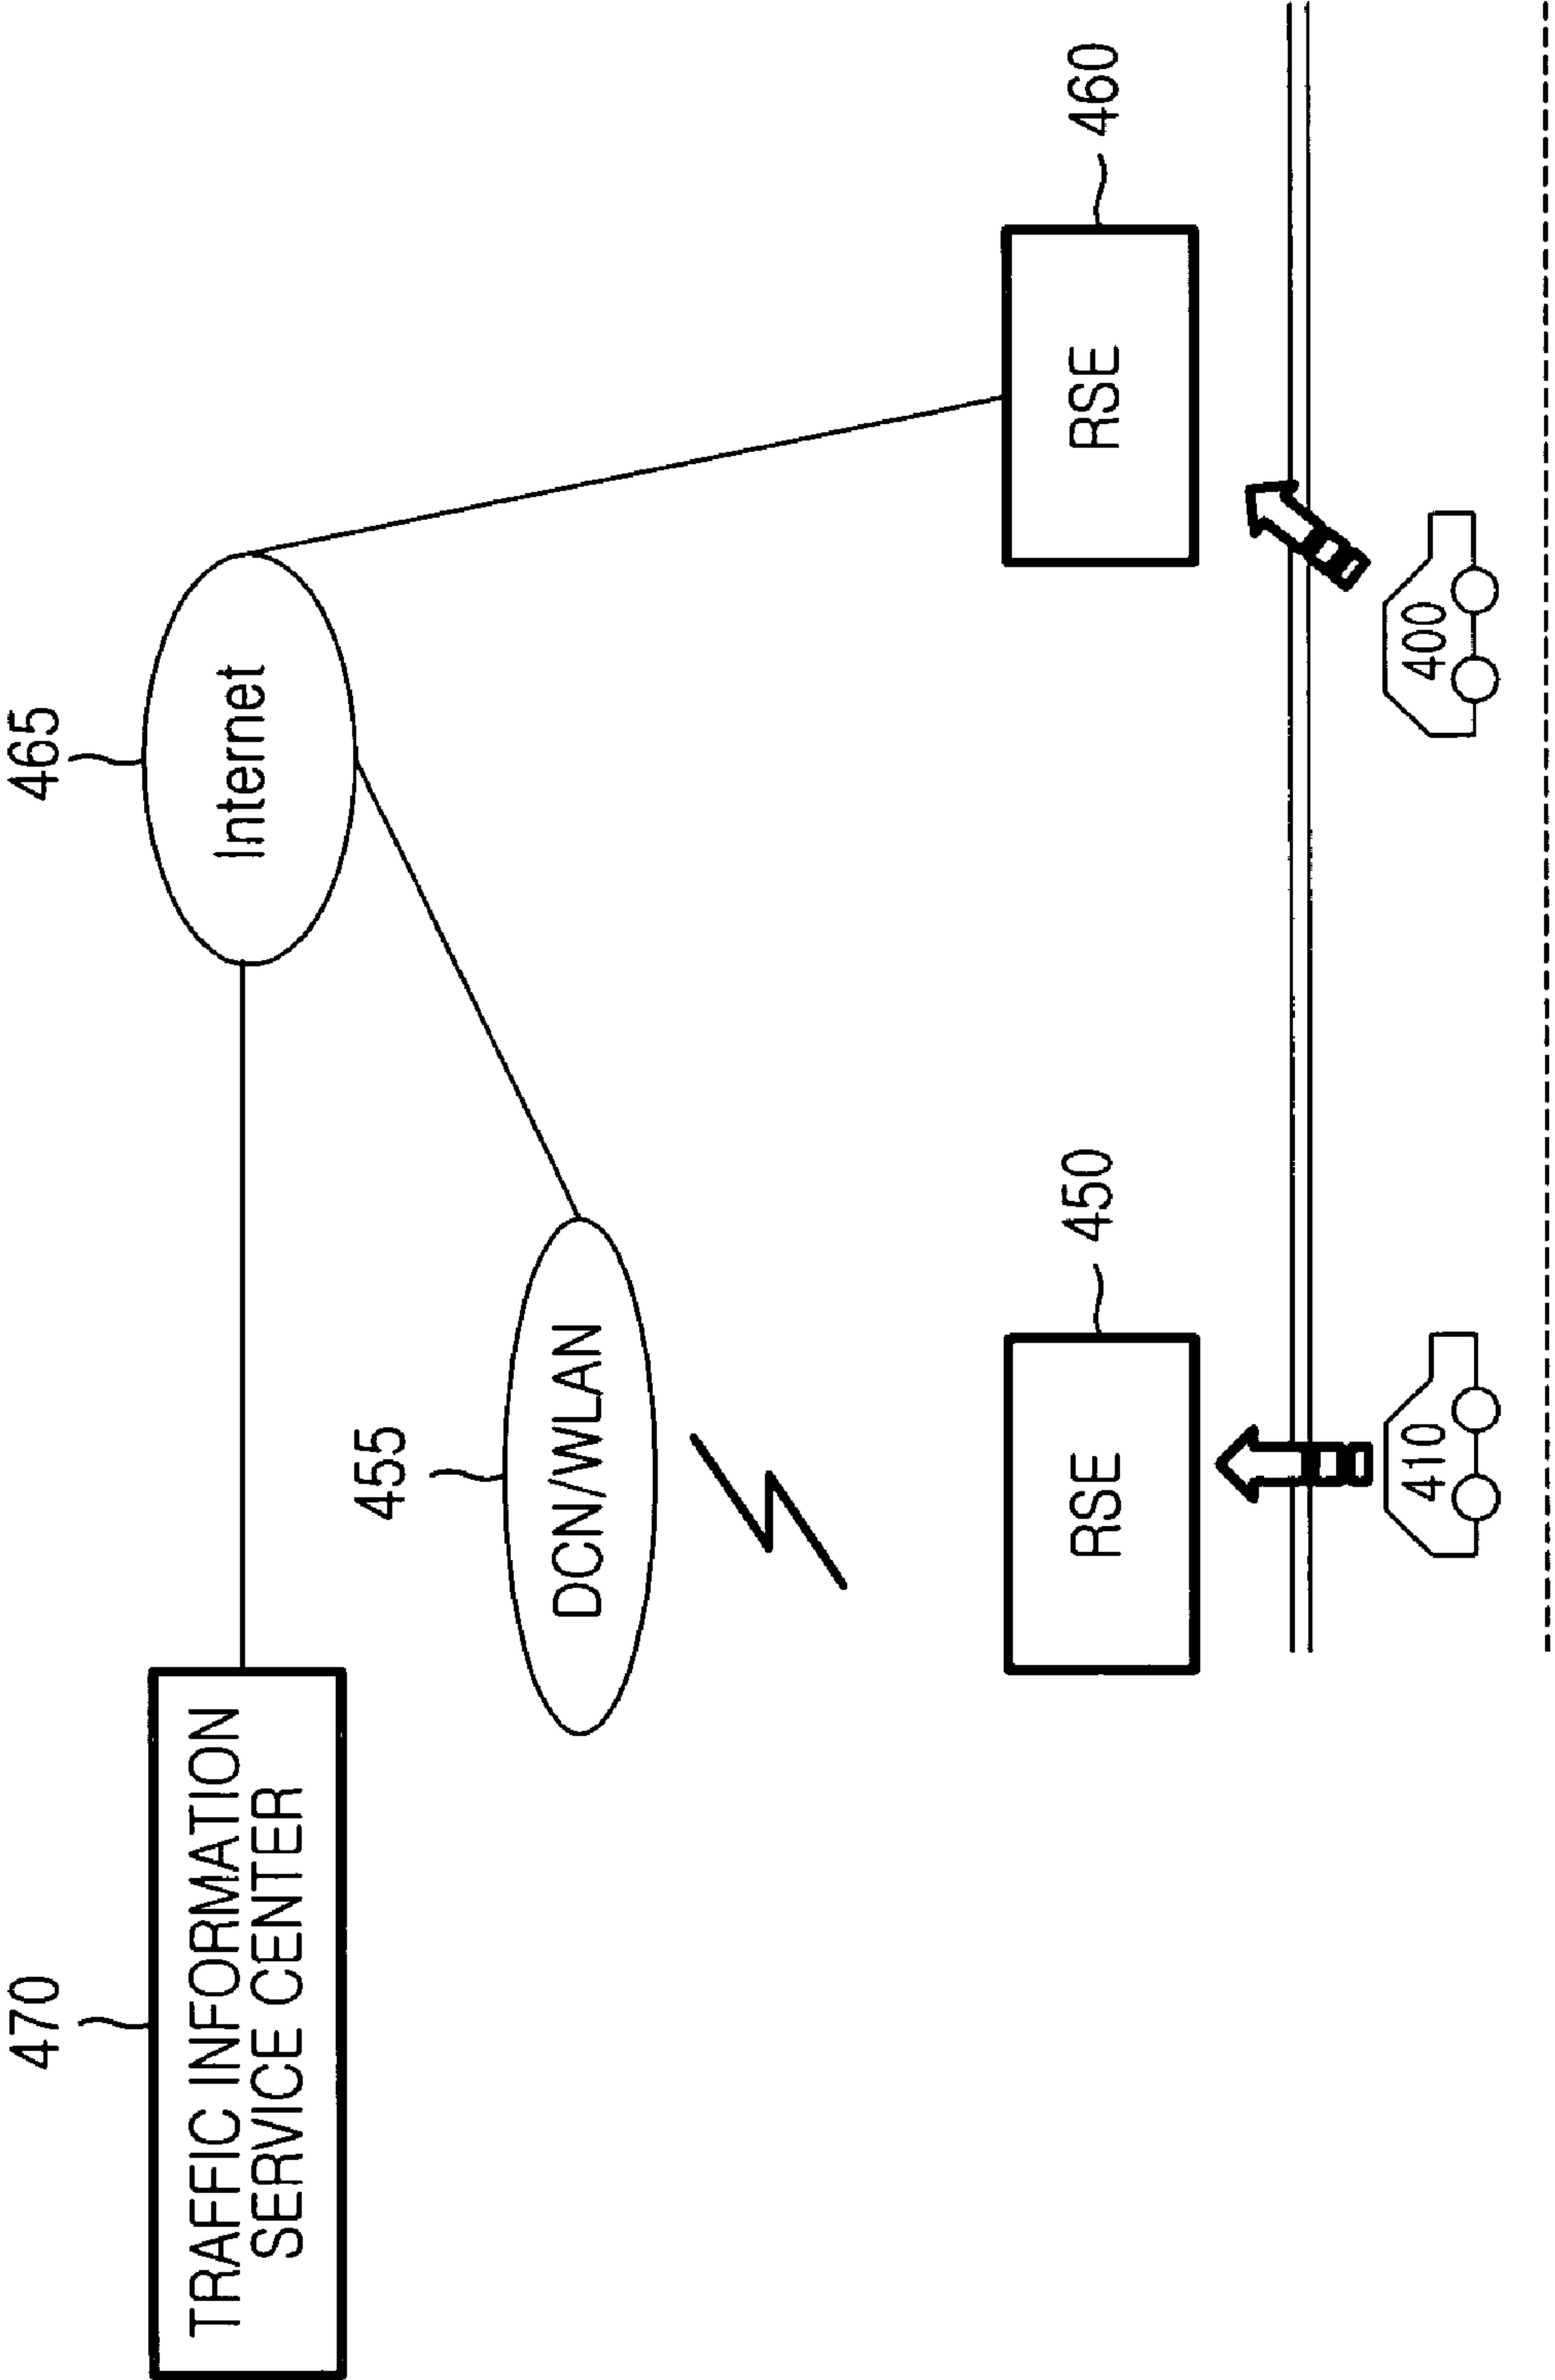 470
TRAFFIC INFORMATION
SERVICE CENTER
465
Internet
455
DCN/WLAN
RSE
450
RSE
460
410
400